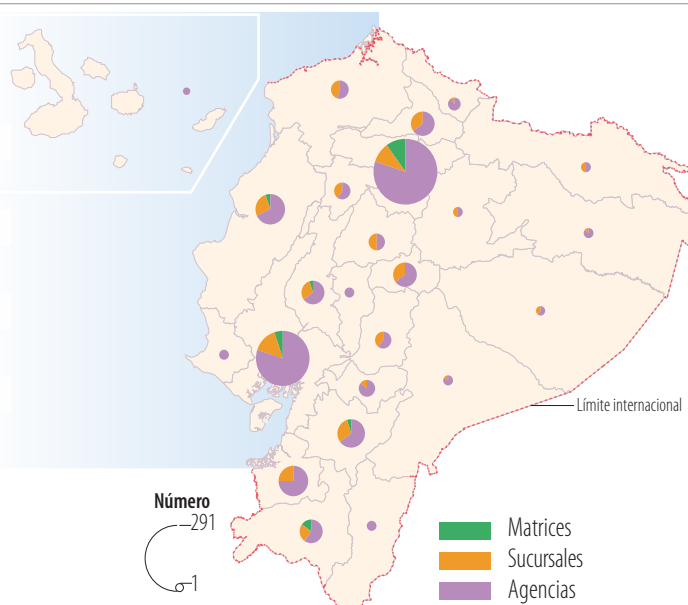 Límite internacional
Número
291
1
Matrices
Sucursales
Agencias